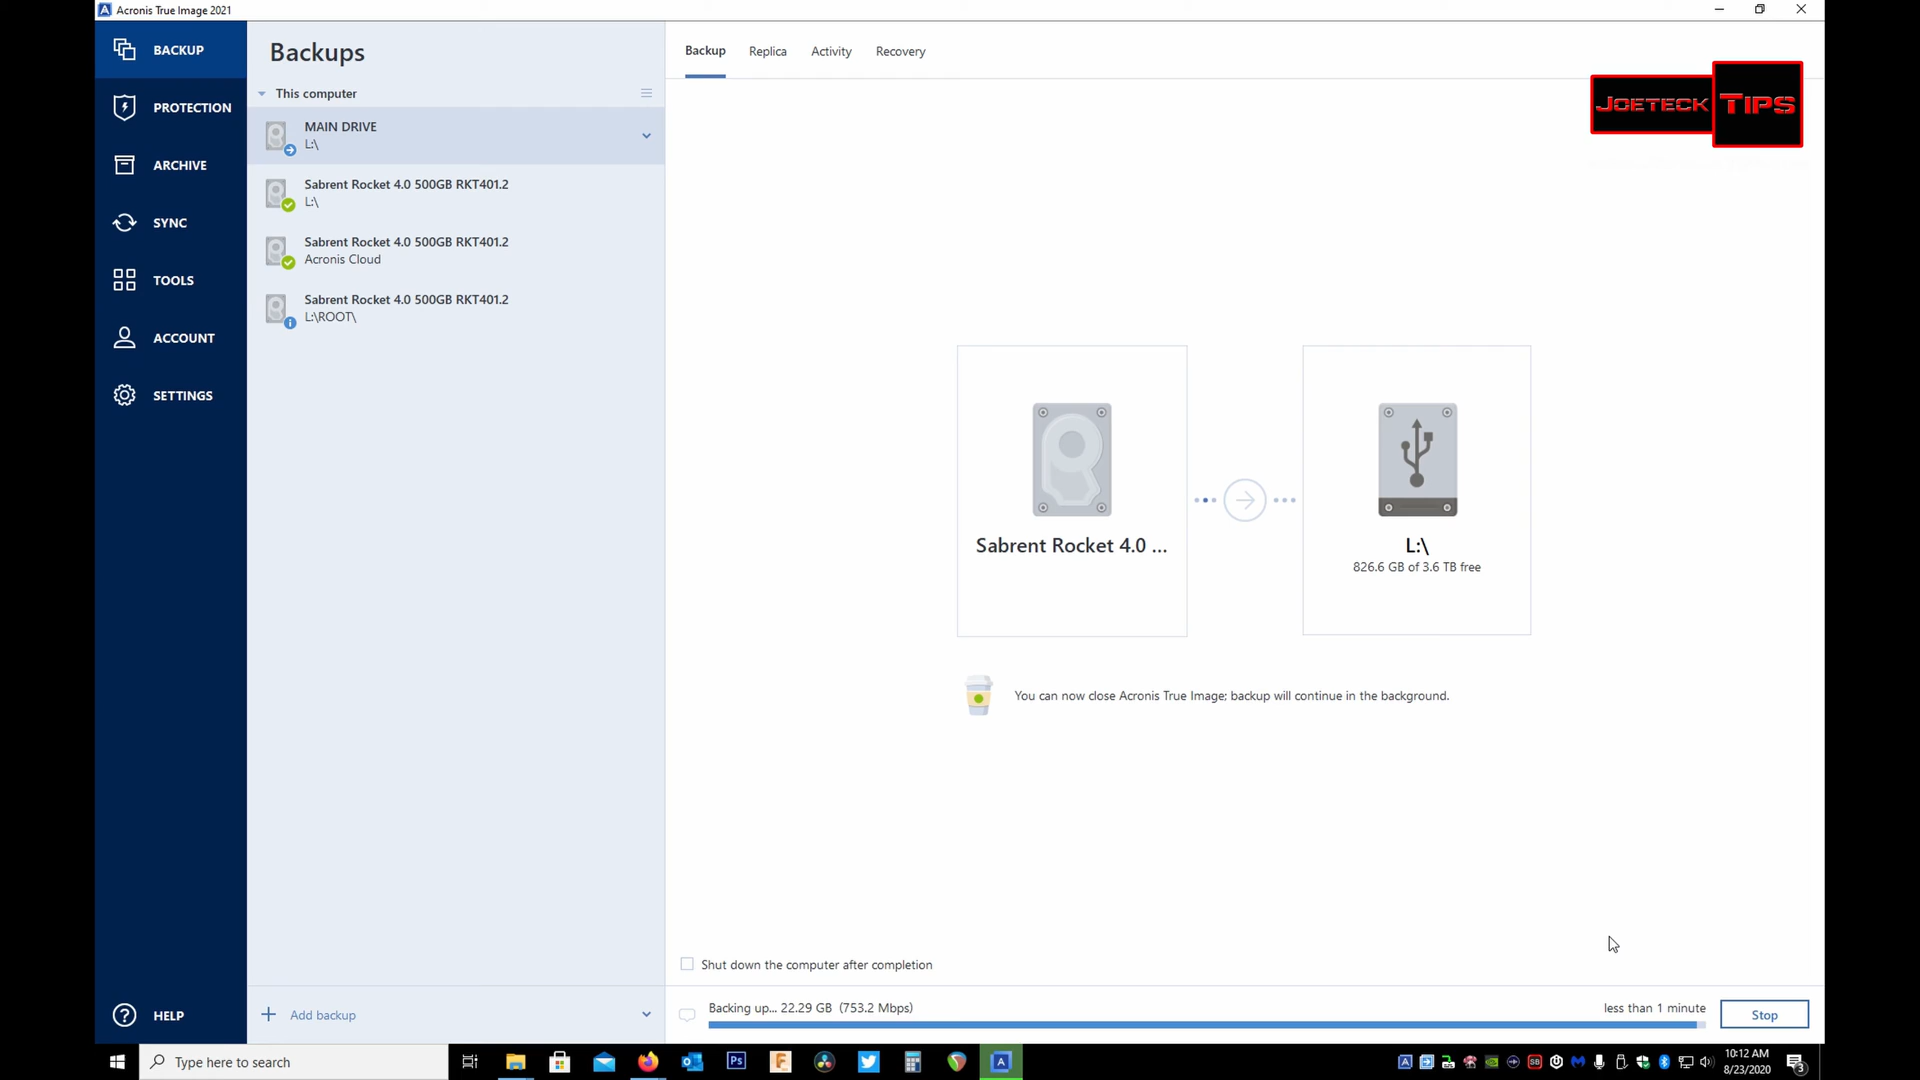 Acronis True Image 2021
BACKUP
PROTECTION
ARCHIVE
SYNC
TOOLS
ACCOUNT
SETTINGS
HELP
Backups
This computer
MAIN DRIVE
L:\
Sabrent Rocket 4.0 500GB RKT401.2
L:\
Sabrent Rocket 4.0 500GB RKT401.2
Acronis Cloud
Sabrent Rocket 4.0 500GB RKT401.2
L:\ROOT\
Add backup
Backup Replica Activity Recovery
JOETECK TIPS
Sabrent Rocket 4.0 ...
L:\
826.6 GB of 3.6 TB free
You can now close Acronis True Image; backup will continue in the background.
Shut down the computer after completion
Backing up... 22.29 GB (753.2 Mbps)
less than 1 minute
Stop
Type here to search
Ps
F
A
A
SB
10:12 AM
8/23/2020
3